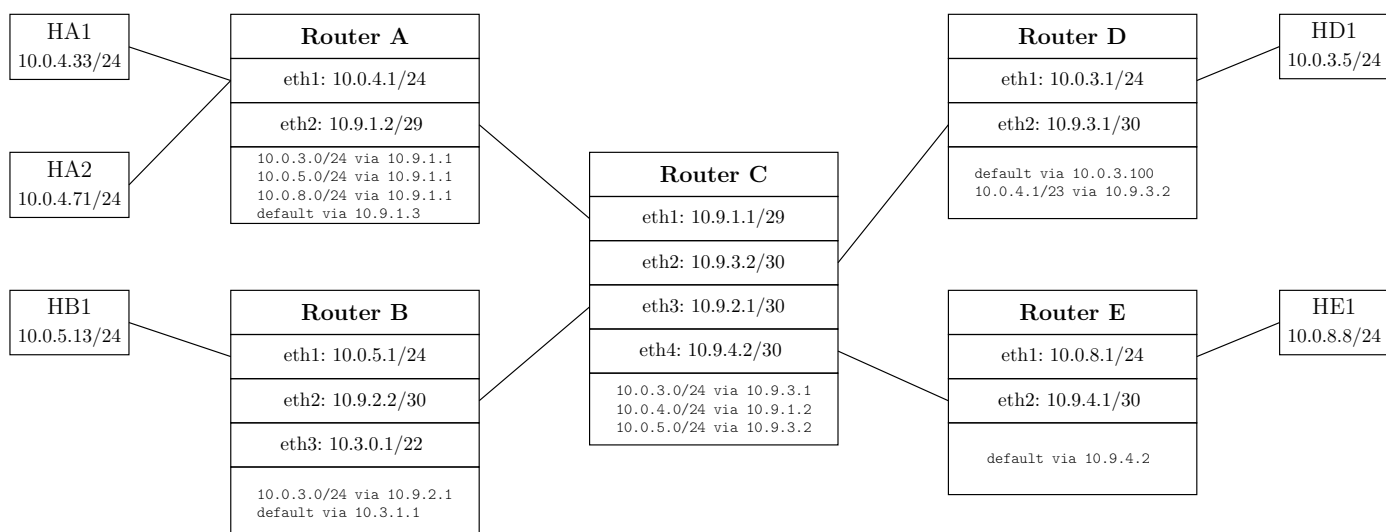 HA1
10.0.4.33/24
HA2
10.0.4.71/24
HB1
10.0.5.13/24
Router A
eth1: 10.0.4.1/24
eth2: 10.9.1.2/29
10.0.3.0/24 via 10.9.1.1
10.0.5.0/24 via 10.9.1.1
10.0.8.0/24 via 10.9.1.1
default via 10.9.1.3
Router B
eth1: 10.0.5.1/24
eth2: 10.9.2.2/30
eth3: 10.3.0.1/22
10.0.3.0/24 via 10.9.2.1
default via 10.3.1.1
Router C
eth1: 10.9.1.1/29
eth2: 10.9.3.2/30
eth3: 10.9.2.1/30
eth4: 10.9.4.2/30
10.0.3.0/24 via 10.9.3.1
10.0.4.0/24 via 10.9.1.2
10.0.5.0/24 via 10.9.3.2
Router D
eth1: 10.0.3.1/24
eth2: 10.9.3.1/30
default via 10.0.3.100
10.0.4.1/23 via 10.9.3.2
Router E
eth1: 10.0.8.1/24
eth2: 10.9.4.1/30
default via 10.9.4.2
HD1
10.0.3.5/24
HE1
10.0.8.8/24